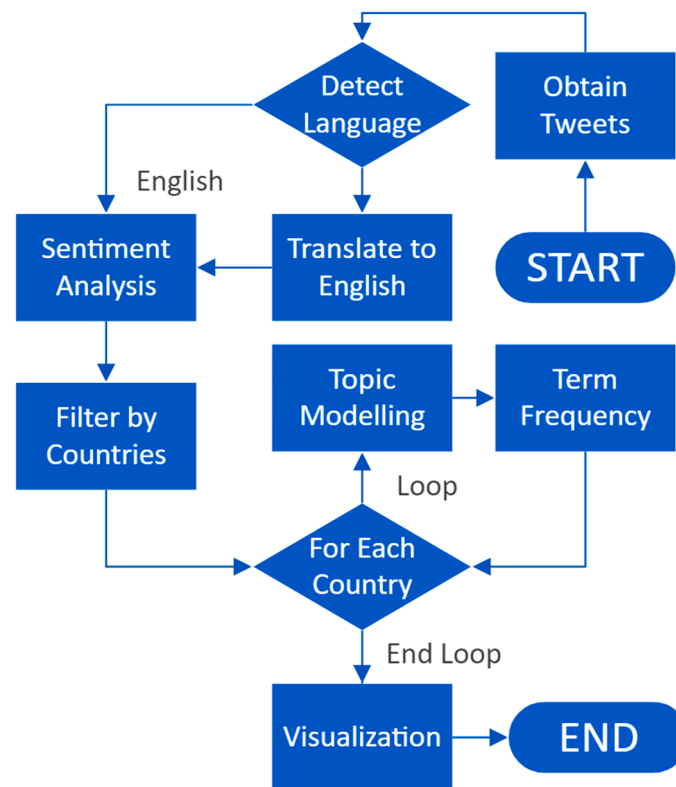 Detect
Language
Obtain
Tweets
English
Sentiment
Analysis
Translate to
English
START
Topic
Modelling
Term
Frequency
Filter by
Countries
Loop
For Each
Country
End Loop
Visualization
END